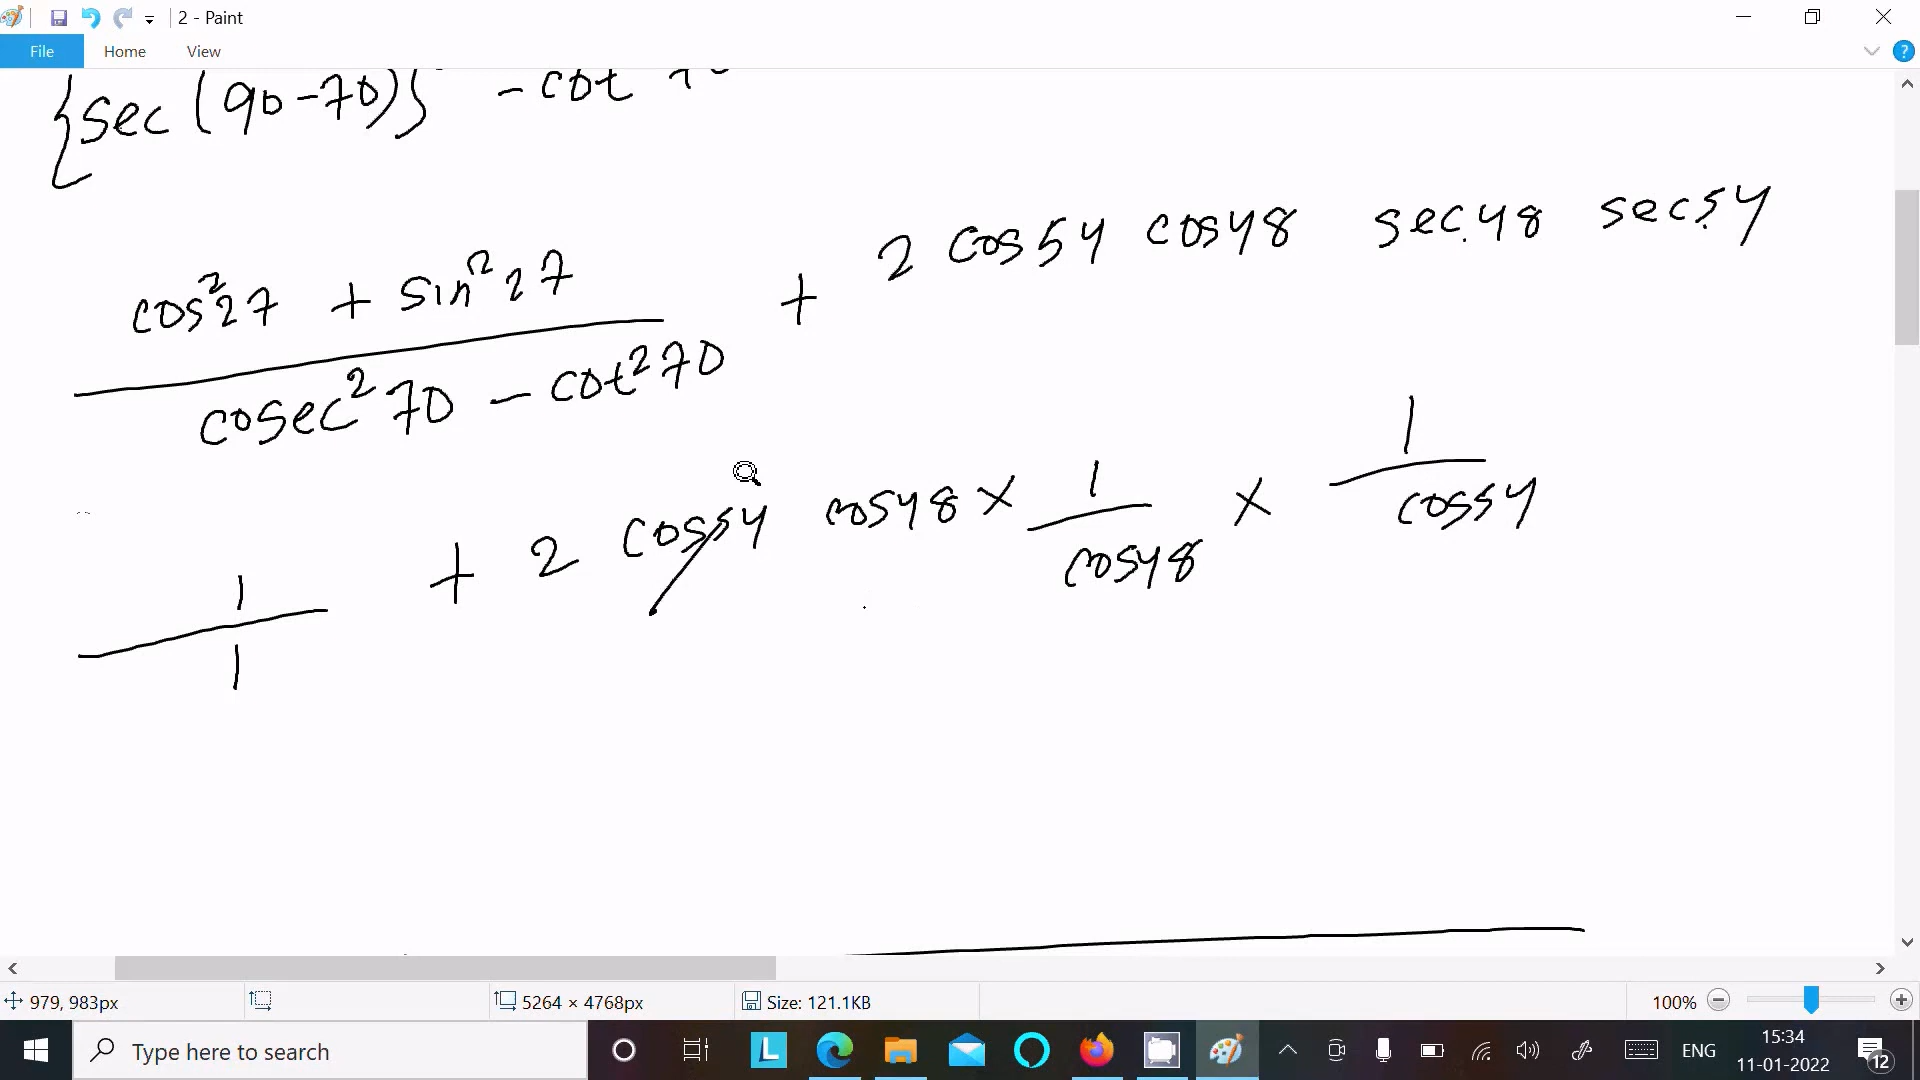 2 - Paint
File Home View
{sec (90-70)} - cot
cos²27 + sin²27 + 2 cos54 cos48 sec.48 sec54
cosec²70 - cot²70
1 + 2 cos54 cos48 × 1 × 1
1 cos48 cos54
979, 983px 5264 × 4768px Size: 121.1KB 100%
Type here to search L ENG 15:34
11-01-2022 12